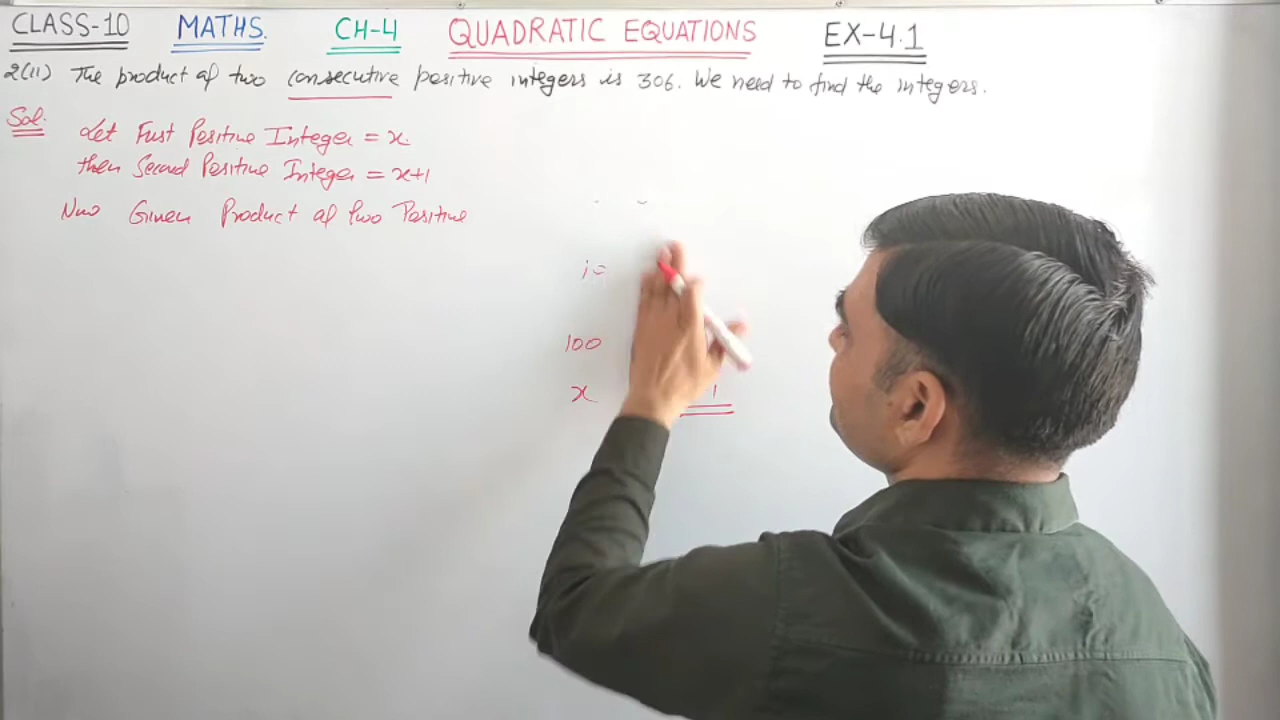 CLASS-10 MATHS. CH-4 QUADRATIC EQUATIONS EX-4.1
2(ii) The product of two consecutive positive integers is 306. We need to find the integers.
Sol. Let First Positive Integer = x.
then Second Positive Integer = x+1
Now Given Product of two Positive
100
x 1